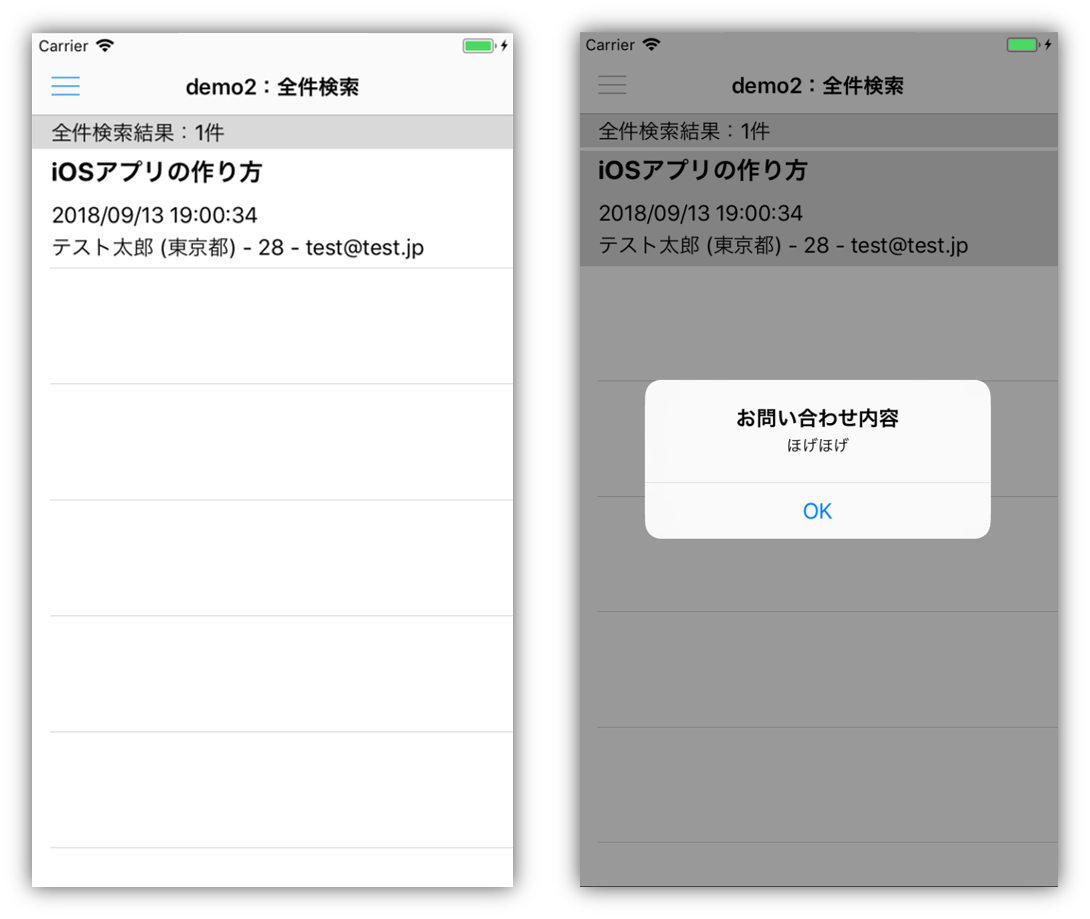 Carrier
demo2：全件検索
全件検索結果：1件
iOSアプリの作り方
2018/09/13 19:00:34
テスト太郎 (東京都) - 28 - test@test.jp
Carrier
demo2：全件検索
全件検索結果：1件
iOSアプリの作り方
2018/09/13 19:00:34
テスト太郎 (東京都) - 28 - test@test.jp
お問い合わせ内容
ほげほげ
OK